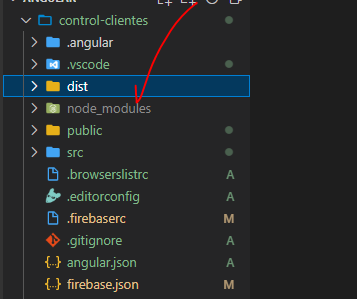 control-clientes
.angular
.vscode
dist
node_modules
public
src
.browserslistrc
A
.editorconfig
A
.firebaserc
M
.gitignore
A
angular.json
A
firebase.json
M